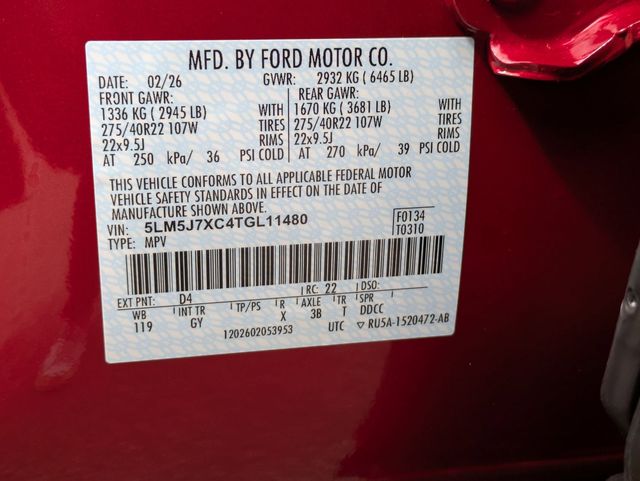 MFD. BY FORD MOTOR CO.
DATE: 02/26 GVWR: 2932 KG ( 6465 LB)
FRONT GAWR: REAR GAWR:
1336 KG ( 2945 LB) WITH 1670 KG ( 3681 LB) WITH
275/40R22 107W TIRES 275/40R22 107W TIRES
22x9.5J RIMS 22x9.5J RIMS
AT 250 kPa/ 36 PSI COLD AT 270 kPa/ 39 PSI COLD
THIS VEHICLE CONFORMS TO ALL APPLICABLE FEDERAL MOTOR
VEHICLE SAFETY STANDARDS IN EFFECT ON THE DATE OF
MANUFACTURE SHOWN ABOVE.
VIN: 5LM5J7XC4TGL11480 F0134
TYPE: MPV T0310
EXT PNT: D4 RC: 22 DSO:
WB INT TR TP/PS R AXLE TR SPR
119 GY X 3B T DDCC
1202602053953 UTC ▽ RU5A-1520472-AB